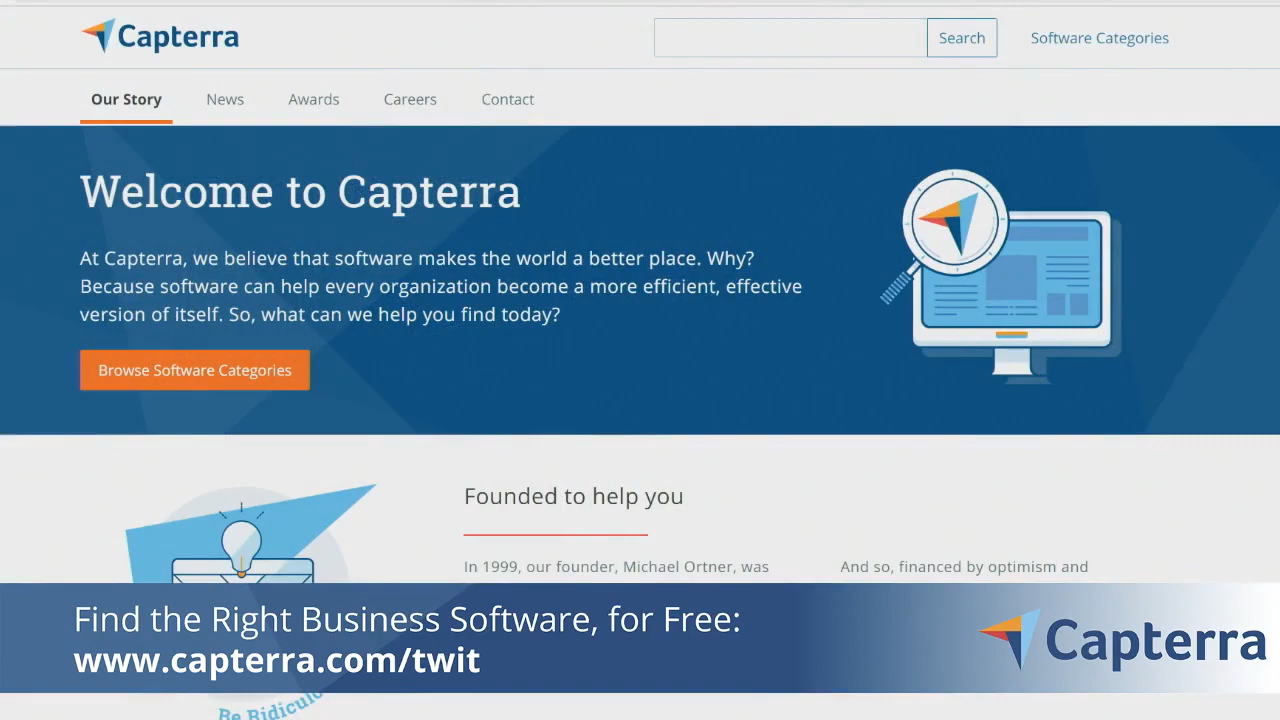 Capterra
Search
Software Categories
Our Story
News
Awards
Careers
Contact
Welcome to Capterra
At Capterra, we believe that software makes the world a better place. Why?
Because software can help every organization become a more efficient, effective
version of itself. So, what can we help you find today?
Browse Software Categories
Founded to help you
In 1999, our founder, Michael Ortner, was
And so, financed by optimism and
Find the Right Business Software, for Free:
www.capterra.com/twit
Capterra
Be